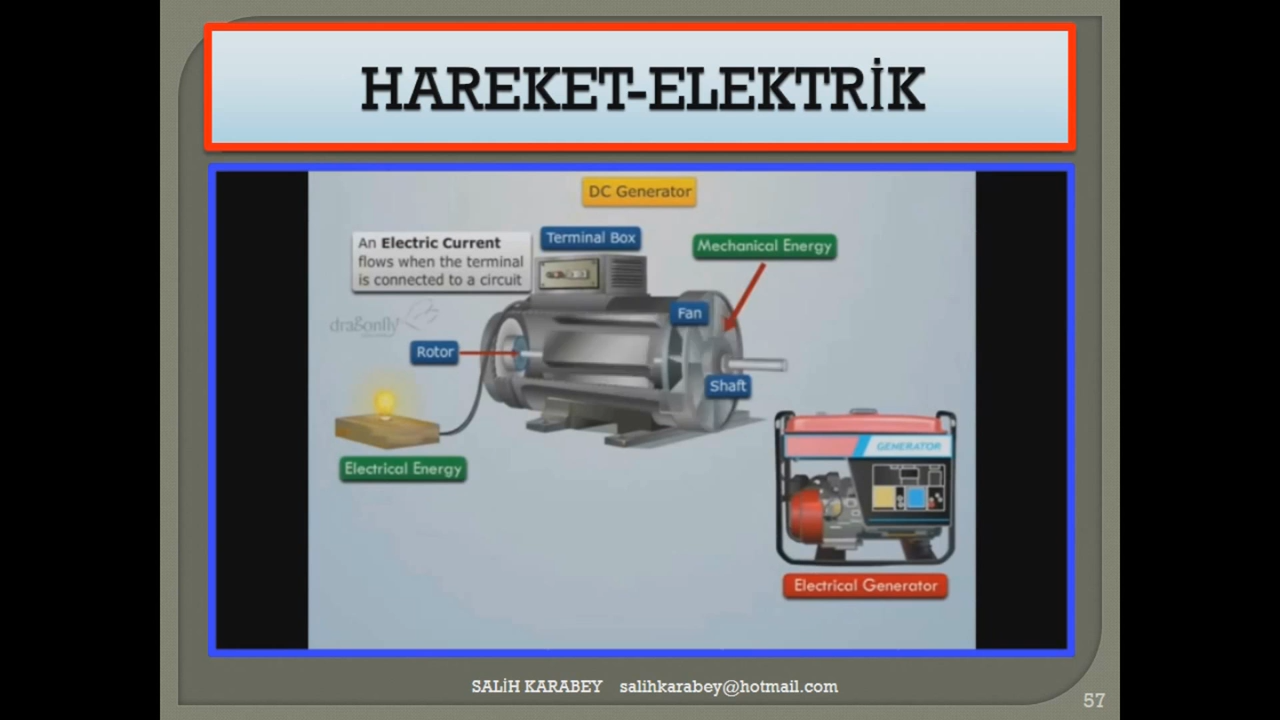 HAREKET-ELEKTRİK
DC Generator
An Electric Current
flows when the terminal
is connected to a circuit
Terminal Box
Mechanical Energy
Fan
dragonfly
Rotor
Shaft
Electrical Energy
GENERATOR
Electrical Generator
SALİH KARABEY salihkarabey@hotmail.com
57